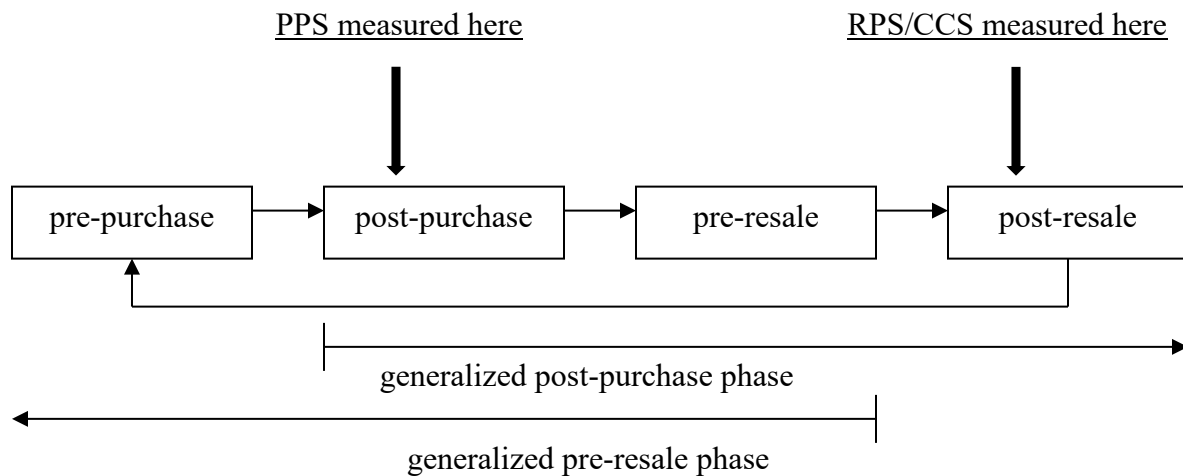 PPS measured here
RPS/CCS measured here
pre-purchase
post-purchase
pre-resale
post-resale
generalized post-purchase phase
generalized pre-resale phase